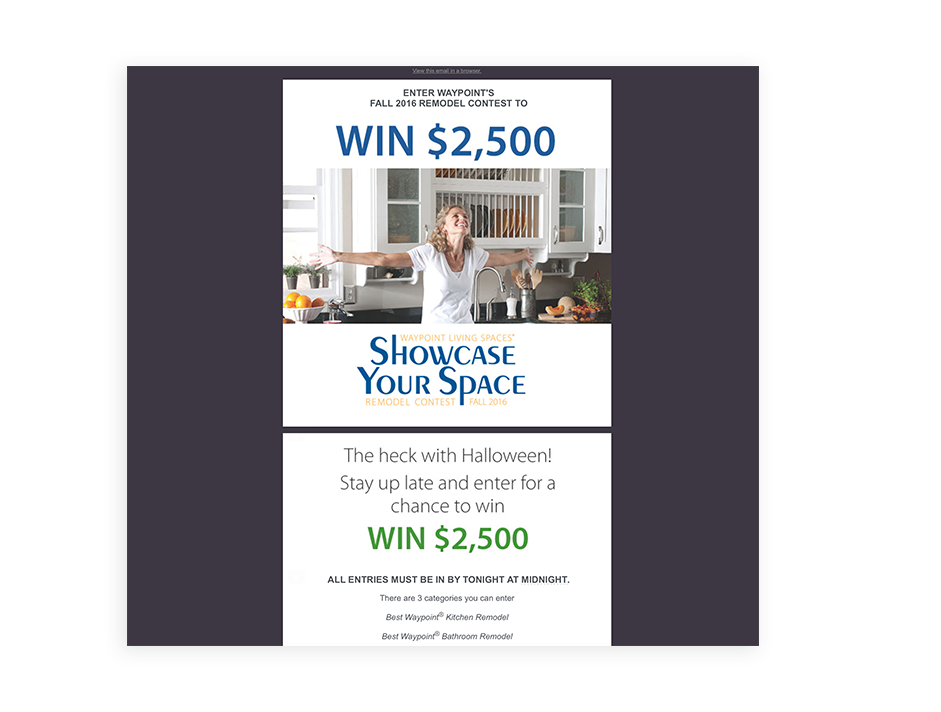 View this email in a browser.
ENTER WAYPOINT'S
FALL 2016 REMODEL CONTEST TO
WIN $2,500
WAYPOINT LIVING SPACES®
SHOWCASE
YOUR SPACE
REMODEL CONTEST FALL 2016
The heck with Halloween!
Stay up late and enter for a
chance to win
WIN $2,500
ALL ENTRIES MUST BE IN BY TONIGHT AT MIDNIGHT.
There are 3 categories you can enter
Best Waypoint® Kitchen Remodel
Best Waypoint® Bathroom Remodel